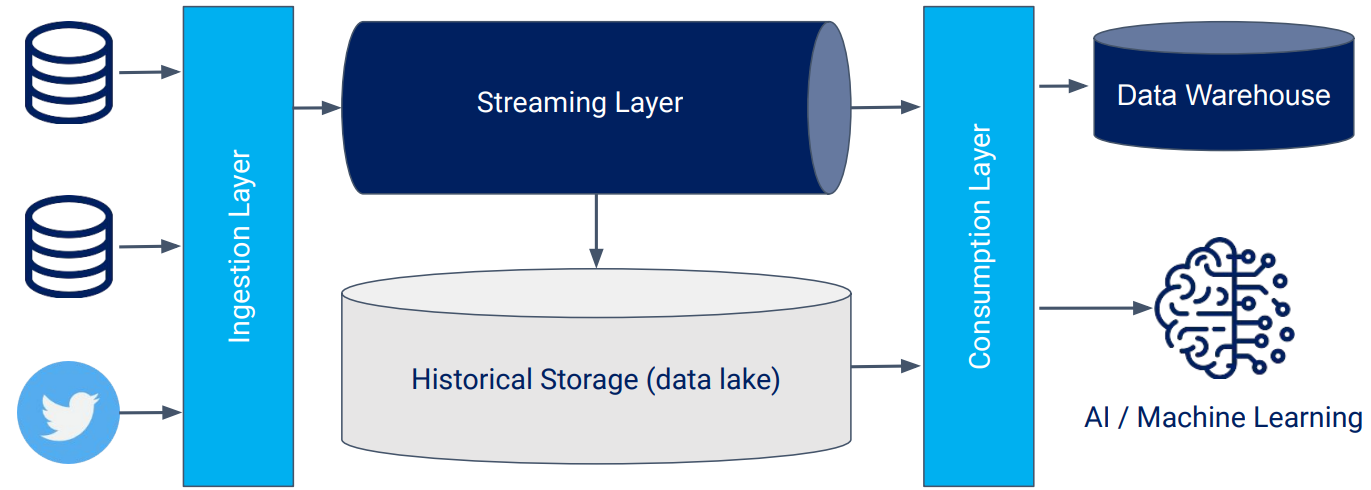 Ingestion Layer
Streaming Layer
Historical Storage (data lake)
Consumption Layer
Data Warehouse
AI / Machine Learning